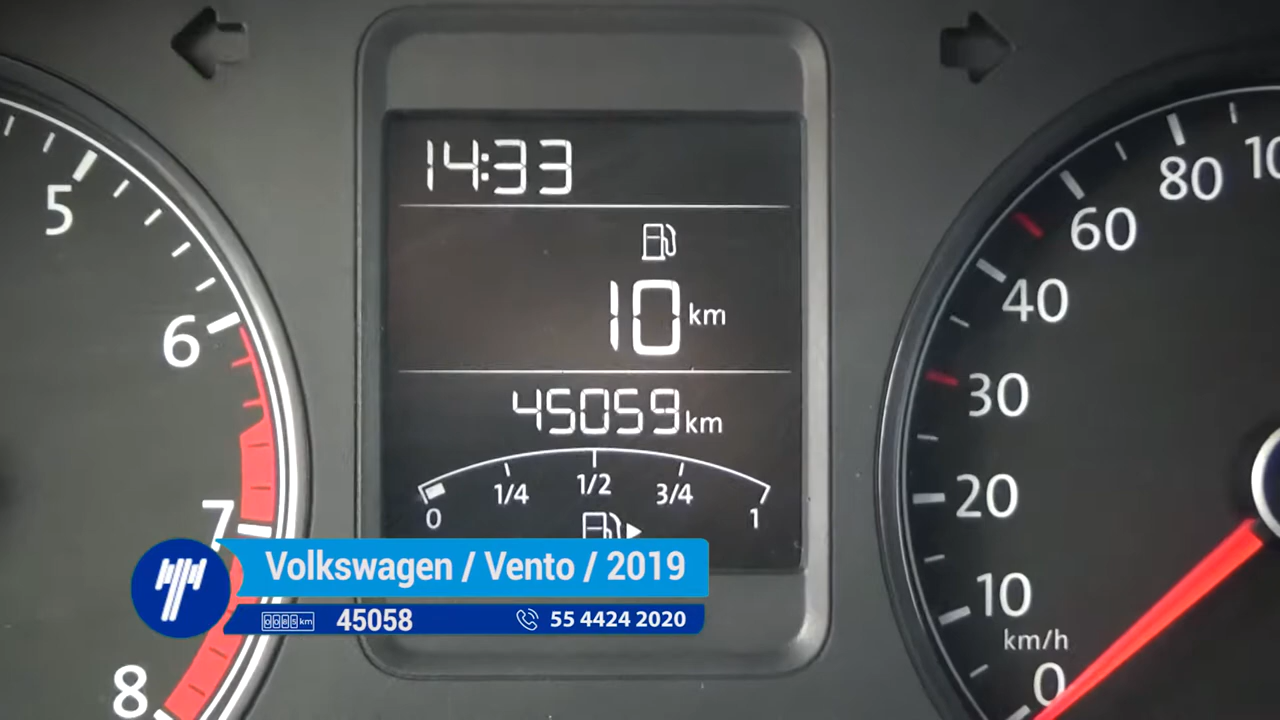 14:33
10 km
45059 km
1/4 1/2 3/4
0 1
5
6
7
8
100
80
60
40
30
20
10
km/h
0
Volkswagen / Vento / 2019
45058 55 4424 2020